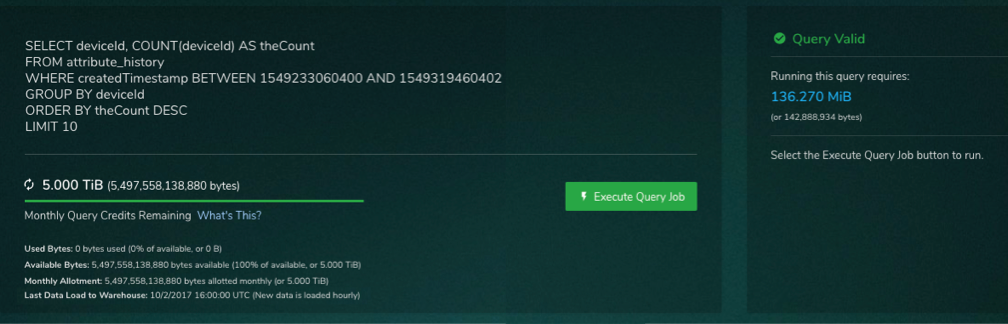 SELECT deviceId, COUNT(deviceId) AS theCount
FROM attribute_history
WHERE createdTimestamp BETWEEN 1549233060400 AND 1549319460402
GROUP BY deviceId
ORDER BY theCount DESC
LIMIT 10
5.000 TiB (5,497,558,138,880 bytes)
Execute Query Job
Monthly Query Credits Remaining What's This?
Used Bytes: 0 bytes used (0% of available, or 0 B)
Available Bytes: 5,497,558,138,880 bytes available (100% of available, or 5.000 TiB)
Monthly Allotment: 5,497,558,138,880 bytes allotted monthly (or 5.000 TiB)
Last Data Load to Warehouse: 10/2/2017 16:00:00 UTC (New data is loaded hourly)
Query Valid
Running this query requires:
136.270 MiB
(or 142,888,934 bytes)
Select the Execute Query Job button to run.